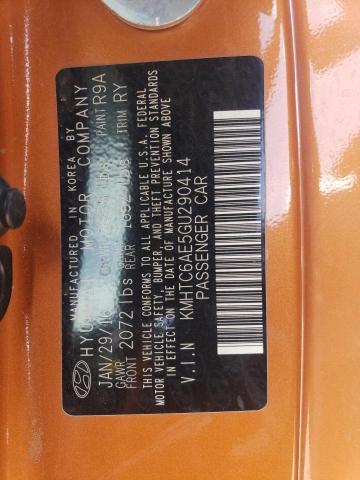 MANUFACTURED IN KOREA BY
HYUNDAI MOTOR COMPANY
JAN/29/ PAINT R9A
GAWR
FRONT 2072 lbs REAR TRIM RY
THIS VEHICLE CONFORMS TO ALL APPLICABLE U.S.A. FEDERAL
MOTOR VEHICLE SAFETY, BUMPER, AND THEFT PREVENTION STANDARDS
IN EFFECT ON THE DATE OF MANUFACTURE SHOWN ABOVE
V.I.N KMHTC6AE5GU290414
PASSENGER CAR